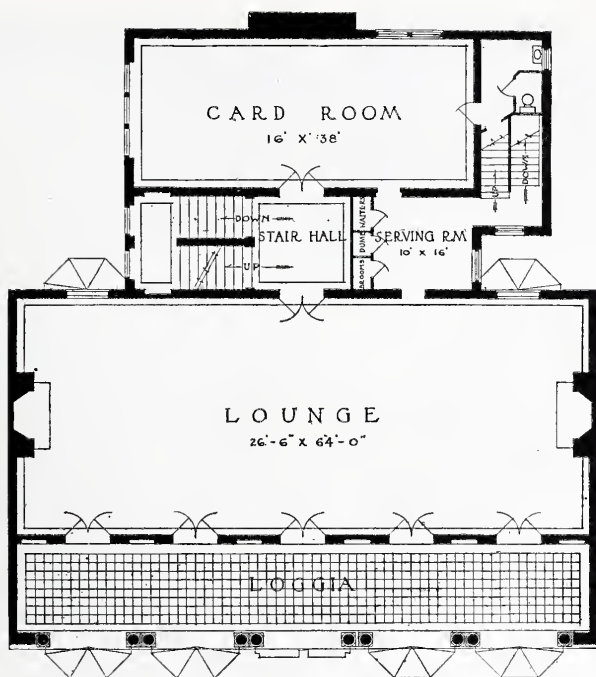 CARD ROOM
16' X 38'
UP
DOWN
DOWN
UP
STAIR HALL
DUMB WAITERS
BROOMS
SERVING RM
10' X 16'
LOUNGE
26'-6" X 64'-0"
LOGGIA